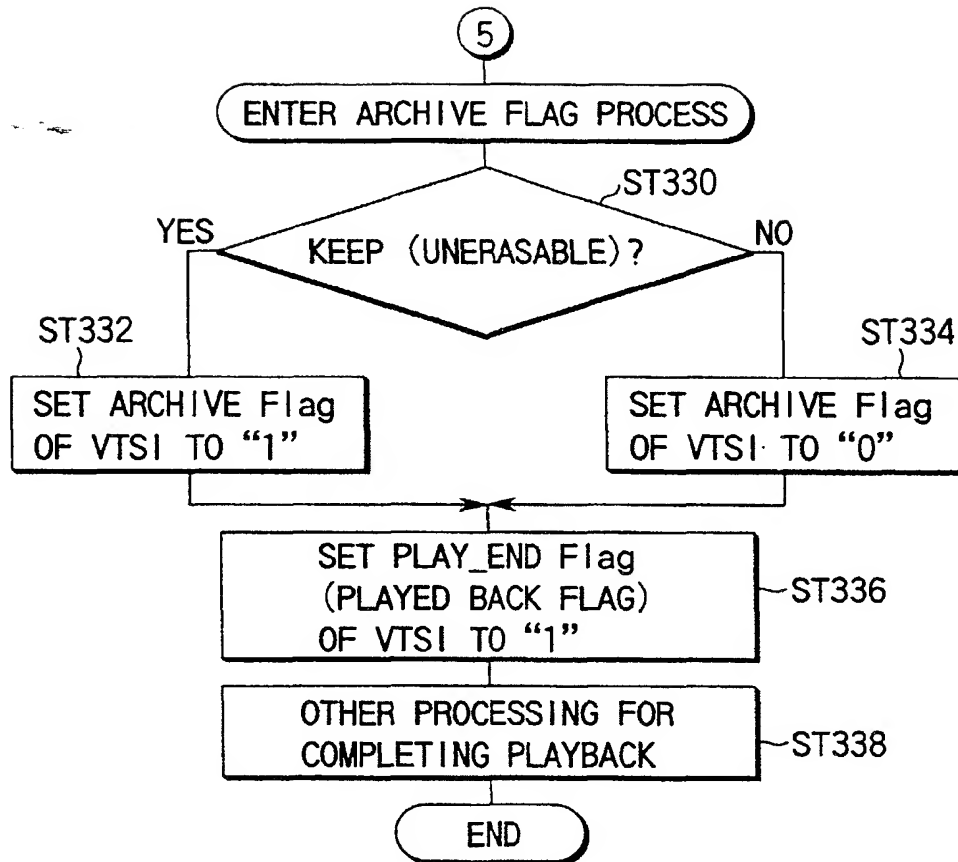 5
ENTER ARCHIVE FLAG PROCESS
ST330
YES
KEEP (UNERASABLE)?
NO
ST332
ST334
SET ARCHIVE Flag
OF VTSI TO “1”
SET ARCHIVE Flag
OF VTSI TO “0”
SET PLAY_END Flag
(PLAYED BACK FLAG)
OF VTSI TO “1”
ST336
OTHER PROCESSING FOR
COMPLETING PLAYBACK
ST338
END